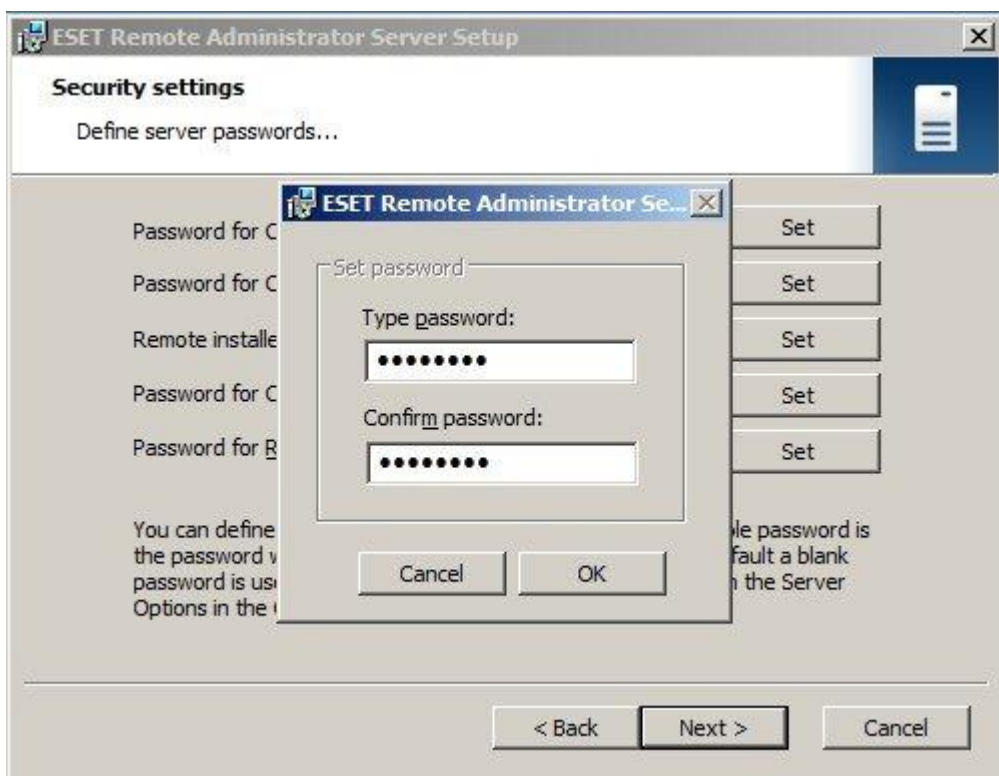 ESET Remote Administrator Server Setup
Security settings
Define server passwords...
ESET Remote Administrator Se...
Password for C
Set
Set password
Password for C
Set
Type password:
Remote installe
Set
••••••••
Password for C
Set
Confirm password:
Password for R
Set
••••••••
You can define
le password is
the password w
fault a blank
password is us
n the Server
Options in the
Cancel
OK
< Back
Next >
Cancel